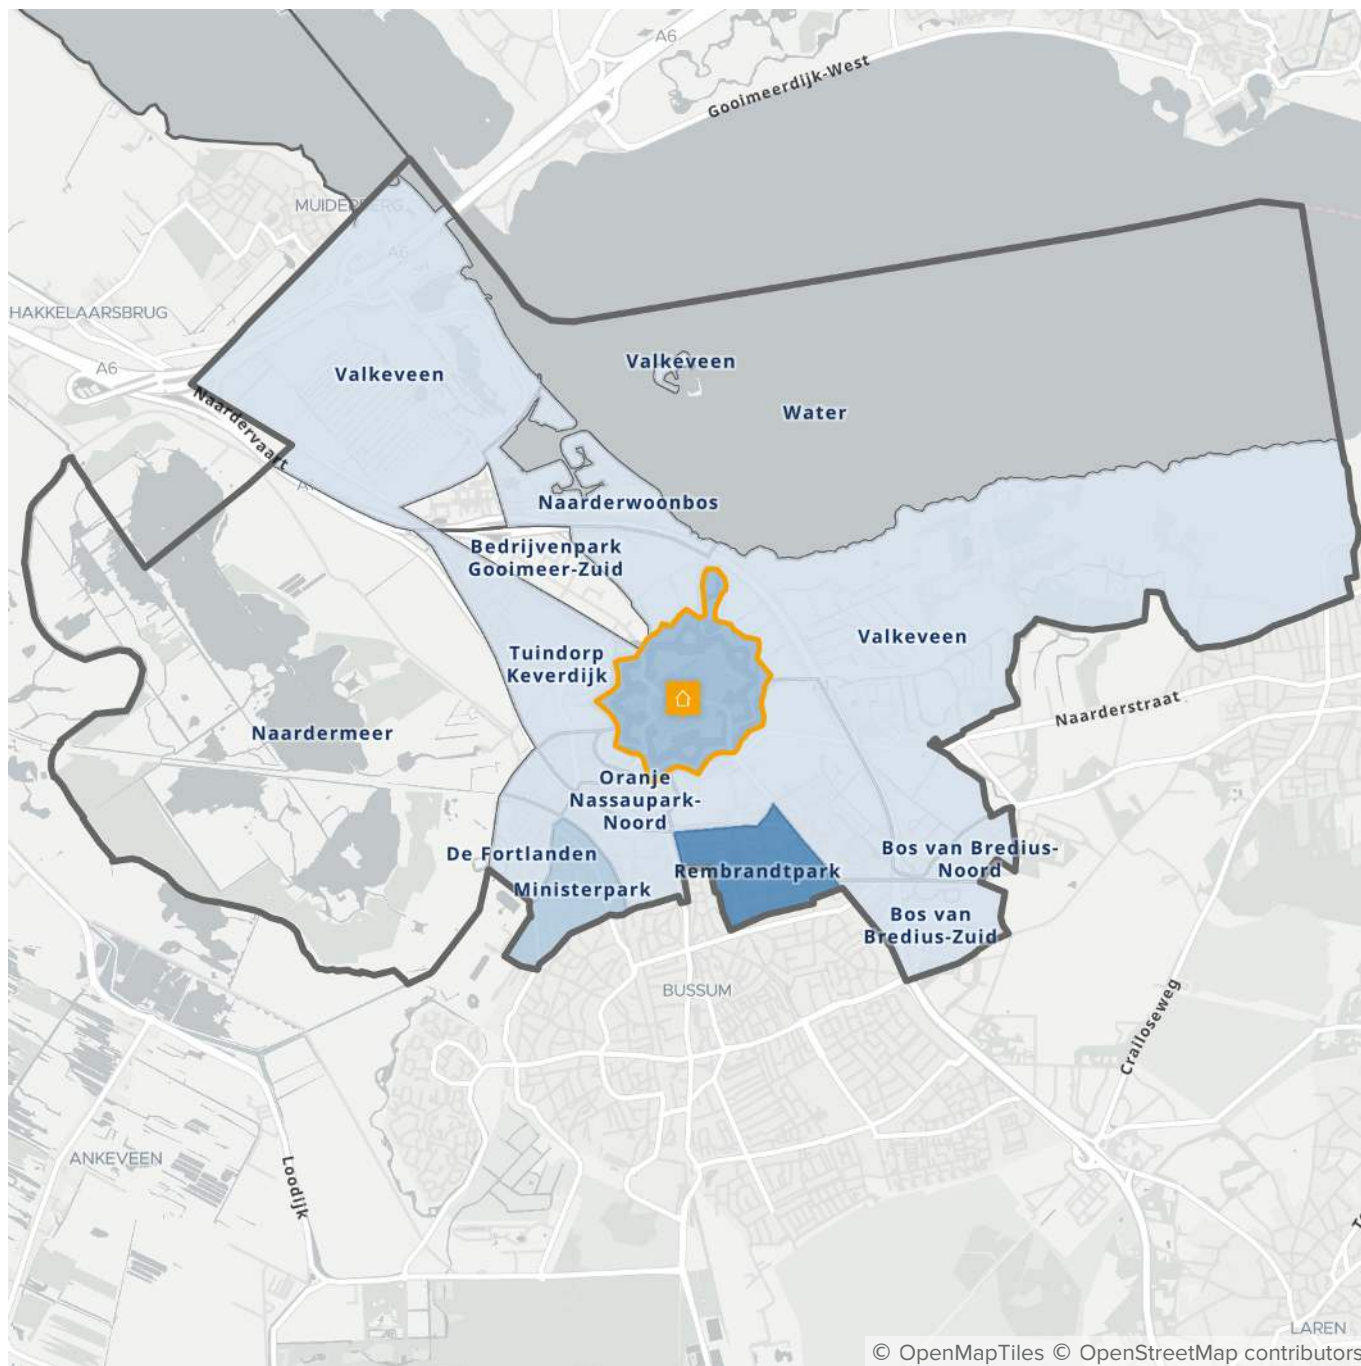 A6
Gooimeerdijk-West
MUIDERBERG
A6
HAKKELAARSBRUG
A6
Valkeveen
Valkeveen
Water
Naardervaart
Naarderwoonbos
Bedrijvenpark
Gooimeer-Zuid
Valkeveen
Tuindorp
Keverdijk
Naarderstraat
Naardermeer
Oranje
Nassaupark-
Noord
De Fortlanden
Bos van Bredius-
Noord
Rembrandtpark
Ministerpark
Bos van
Bredius-Zuid
BUSSUM
Crailoseweg
ANKEVEEN
Loodijk
LAREN
© OpenMapTiles © OpenStreetMap contributors